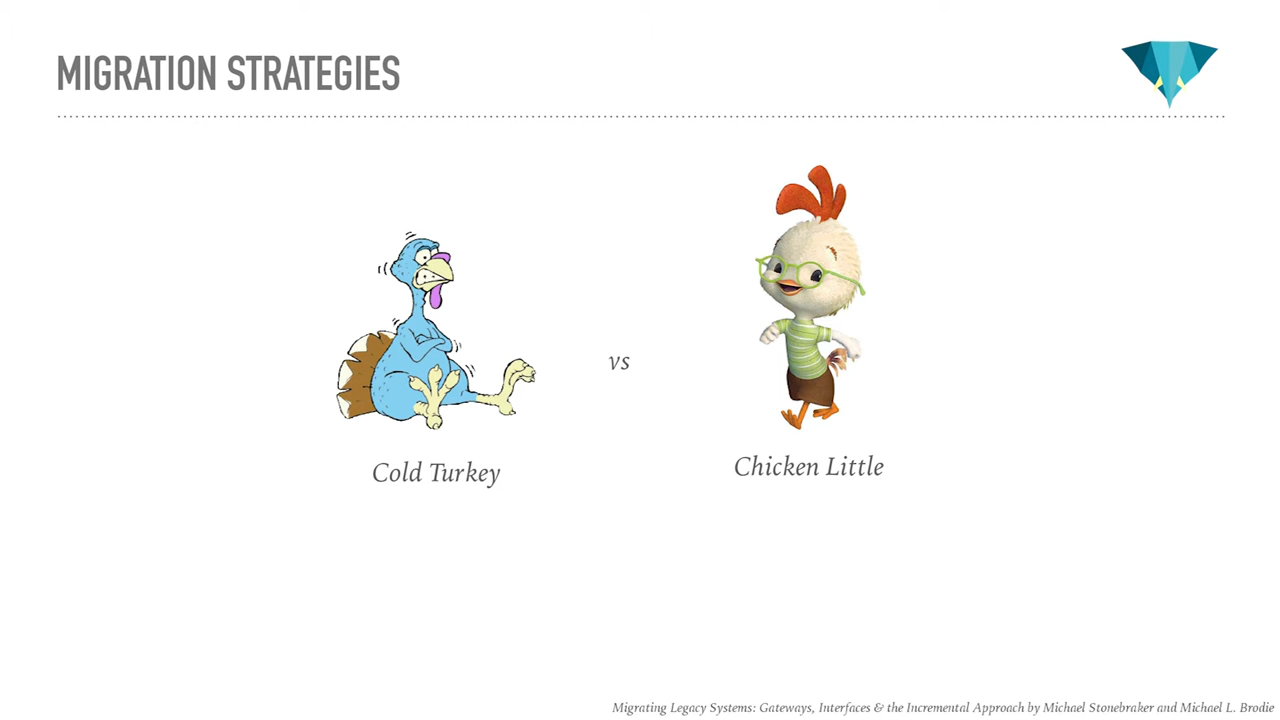 MIGRATION STRATEGIES
vs
Cold Turkey
Chicken Little
Migrating Legacy Systems: Gateways, Interfaces & the Incremental Approach by Michael Stonebraker and Michael L. Brodie